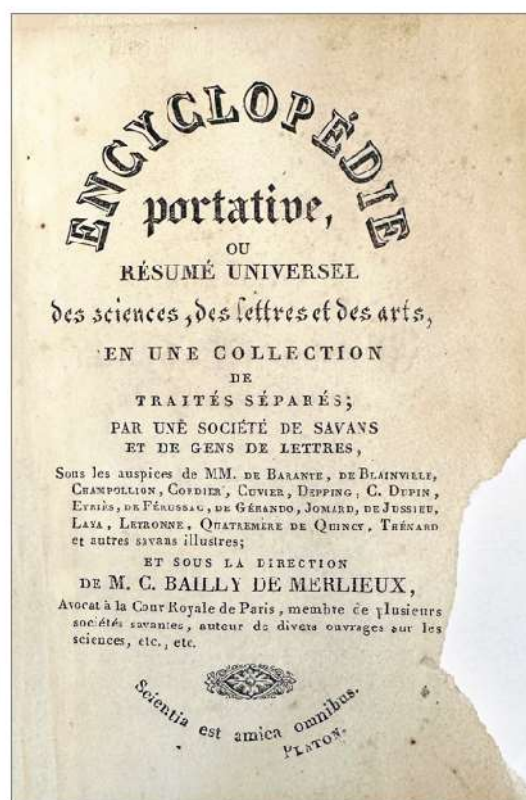 ENCYCLOPÉDIE
portative,
OU
RÉSUMÉ UNIVERSEL
des sciences, des lettres et des arts,
EN UNE COLLECTION
DE
TRAITÉS SÉPARÉS;
PAR UNE SOCIÉTÉ DE SAVANS
ET DE GENS DE LETTRES,
Sous les auspices de MM. DE BARANTE, DE BLAINVILLE,
CHAMPOLLION, CORDIER, CUVIER, DEPPING, C. DUPIN,
EYRIÈS, DE FÉRUSSAC, DE GÉRANDO, JOMARD, DE JUSSIEU,
LAYA, LETRONNE, QUATREMÈRE DE QUINCY, THÉNARD
et autres savans illustres;
ET SOUS LA DIRECTION
DE M. C. BAILLY DE MERLIEUX,
Avocat à la Cour Royale de Paris, membre de plusieurs
sociétés savantes, auteur de divers ouvrages sur les
sciences, etc., etc.
Scientia est amica omnibus.
PLATON.